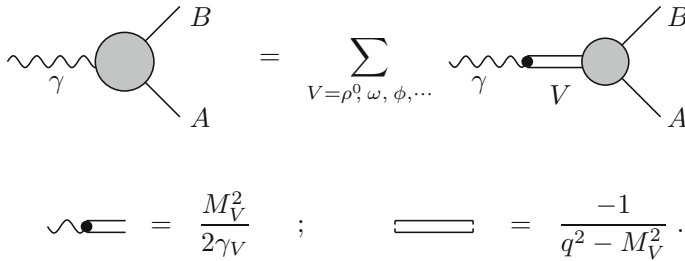 B B
γ = ∑ γ V
V=ρ⁰, ω, φ,⋯
A A
= M_V^2 / 2γ_V ; = −1 / q^2 − M_V^2 .